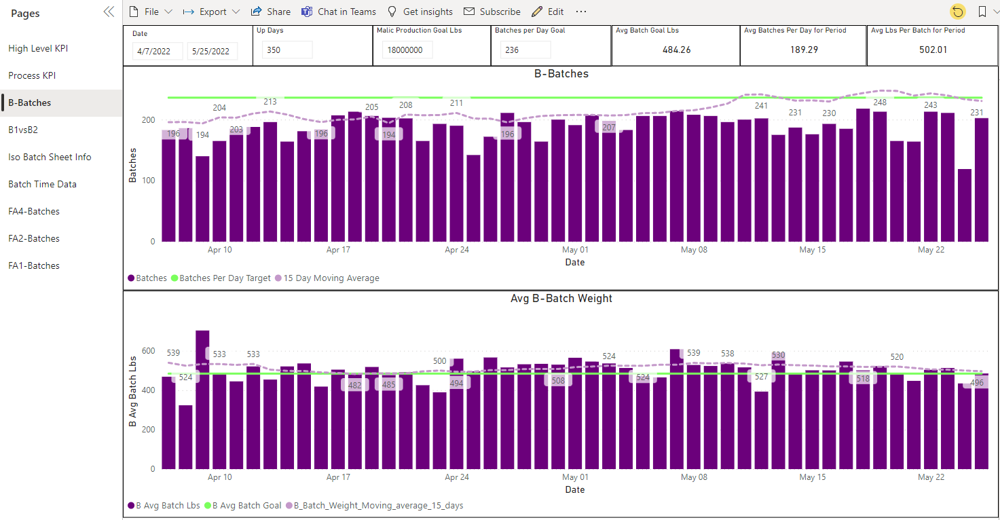 Pages
File Export Share Chat in Teams Get insights Subscribe Edit ...
High Level KPI
Process KPI
B-Batches
B1vsB2
Iso Batch Sheet Info
Batch Time Data
FA4-Batches
FA2-Batches
FA1-Batches
Date
4/7/2022 5/25/2022
Up Days
350
Malic Production Goal Lbs
18000000
Batches per Day Goal
236
Avg Batch Goal Lbs
484.26
Avg Batches Per Day for Period
189.29
Avg Lbs Per Batch for Period
502.01
B-Batches
Batches
200
100
0
196 194 204 203 213 196 205 194 208 211 196 207 241 231 230 248 243 231
Apr 10 Apr 17 Apr 24 May 01 May 08 May 15 May 22
Date
Batches Batches Per Day Target 15 Day Moving Average
Avg B-Batch Weight
B Avg Batch Lbs
600
400
200
0
539 524 533 533 482 485 500 494 508 524 524 539 538 527 530 518 520 496
Apr 10 Apr 17 Apr 24 May 01 May 08 May 15 May 22
Date
B Avg Batch Lbs B Avg Batch Goal B_Batch_Weight_Moving_average_15_days